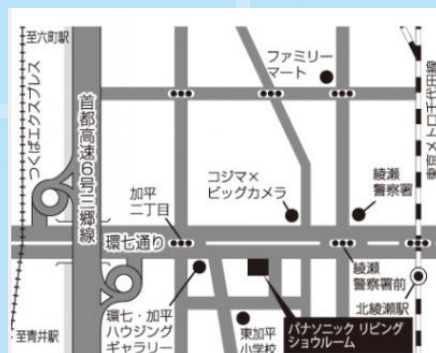 至六町駅
つくばエクスプレス
首都高速6号三郷線
ファミリー
マート
東京メトロ千代田線
コジマ×
ビッグカメラ
綾瀬
警察署
加平
二丁目
環七通り
綾瀬
警察署前
北綾瀬駅
環七・加平
ハウジング
ギャラリー
東加平
小学校
パナソニック リビング
ショウルーム
至青井駅